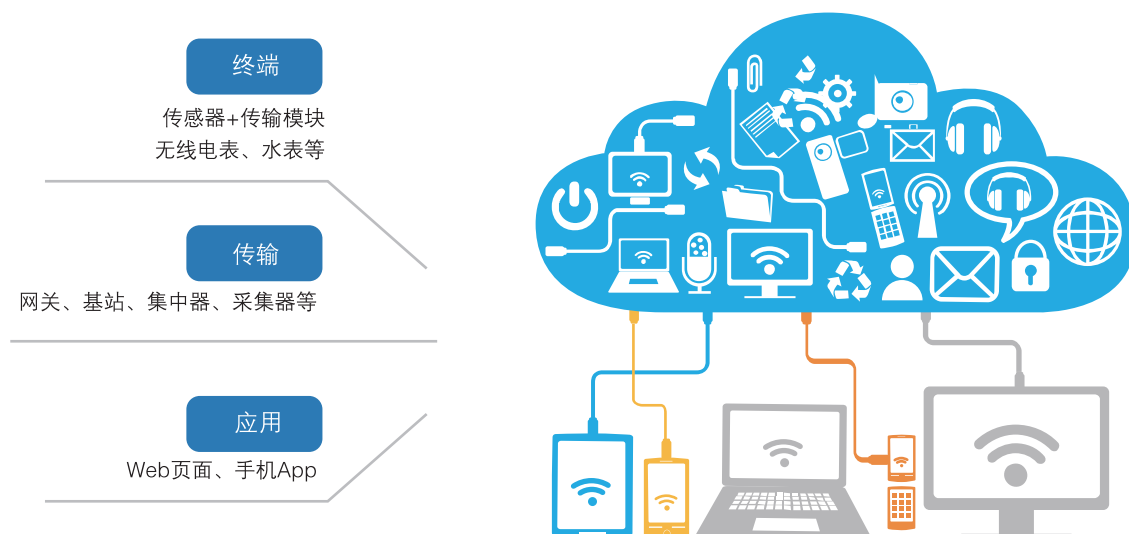 终端
传感器+传输模块
无线电表、水表等
传输
网关、基站、集中器、采集器等
应用
Web页面、手机App